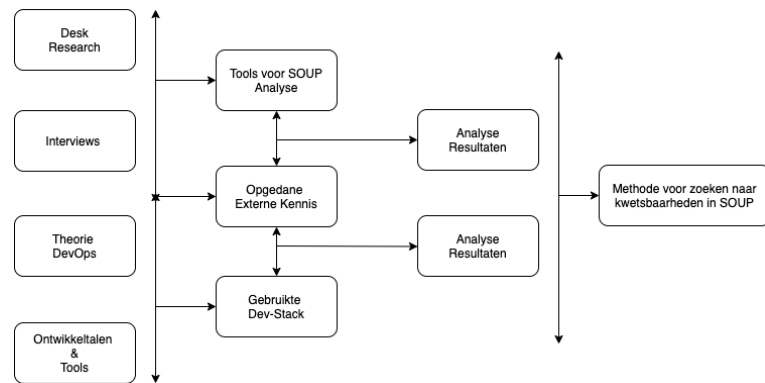 Desk
Research
Interviews
Theorie
DevOps
Ontwikkeltalen
&
Tools
Tools voor SOUP
Analyse
Opgedane
Externe Kennis
Gebruikte
Dev-Stack
Analyse
Resultaten
Analyse
Resultaten
Methode voor zoeken naar
kwetsbaarheden in SOUP